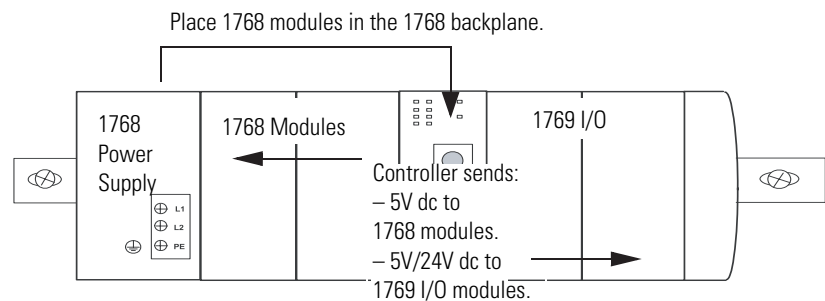 Place 1768 modules in the 1768 backplane.
1768
Power
Supply
1768 Modules
1769 I/O
L1
L2
PE
Controller sends:
– 5V dc to
1768 modules.
– 5V/24V dc to
1769 I/O modules.